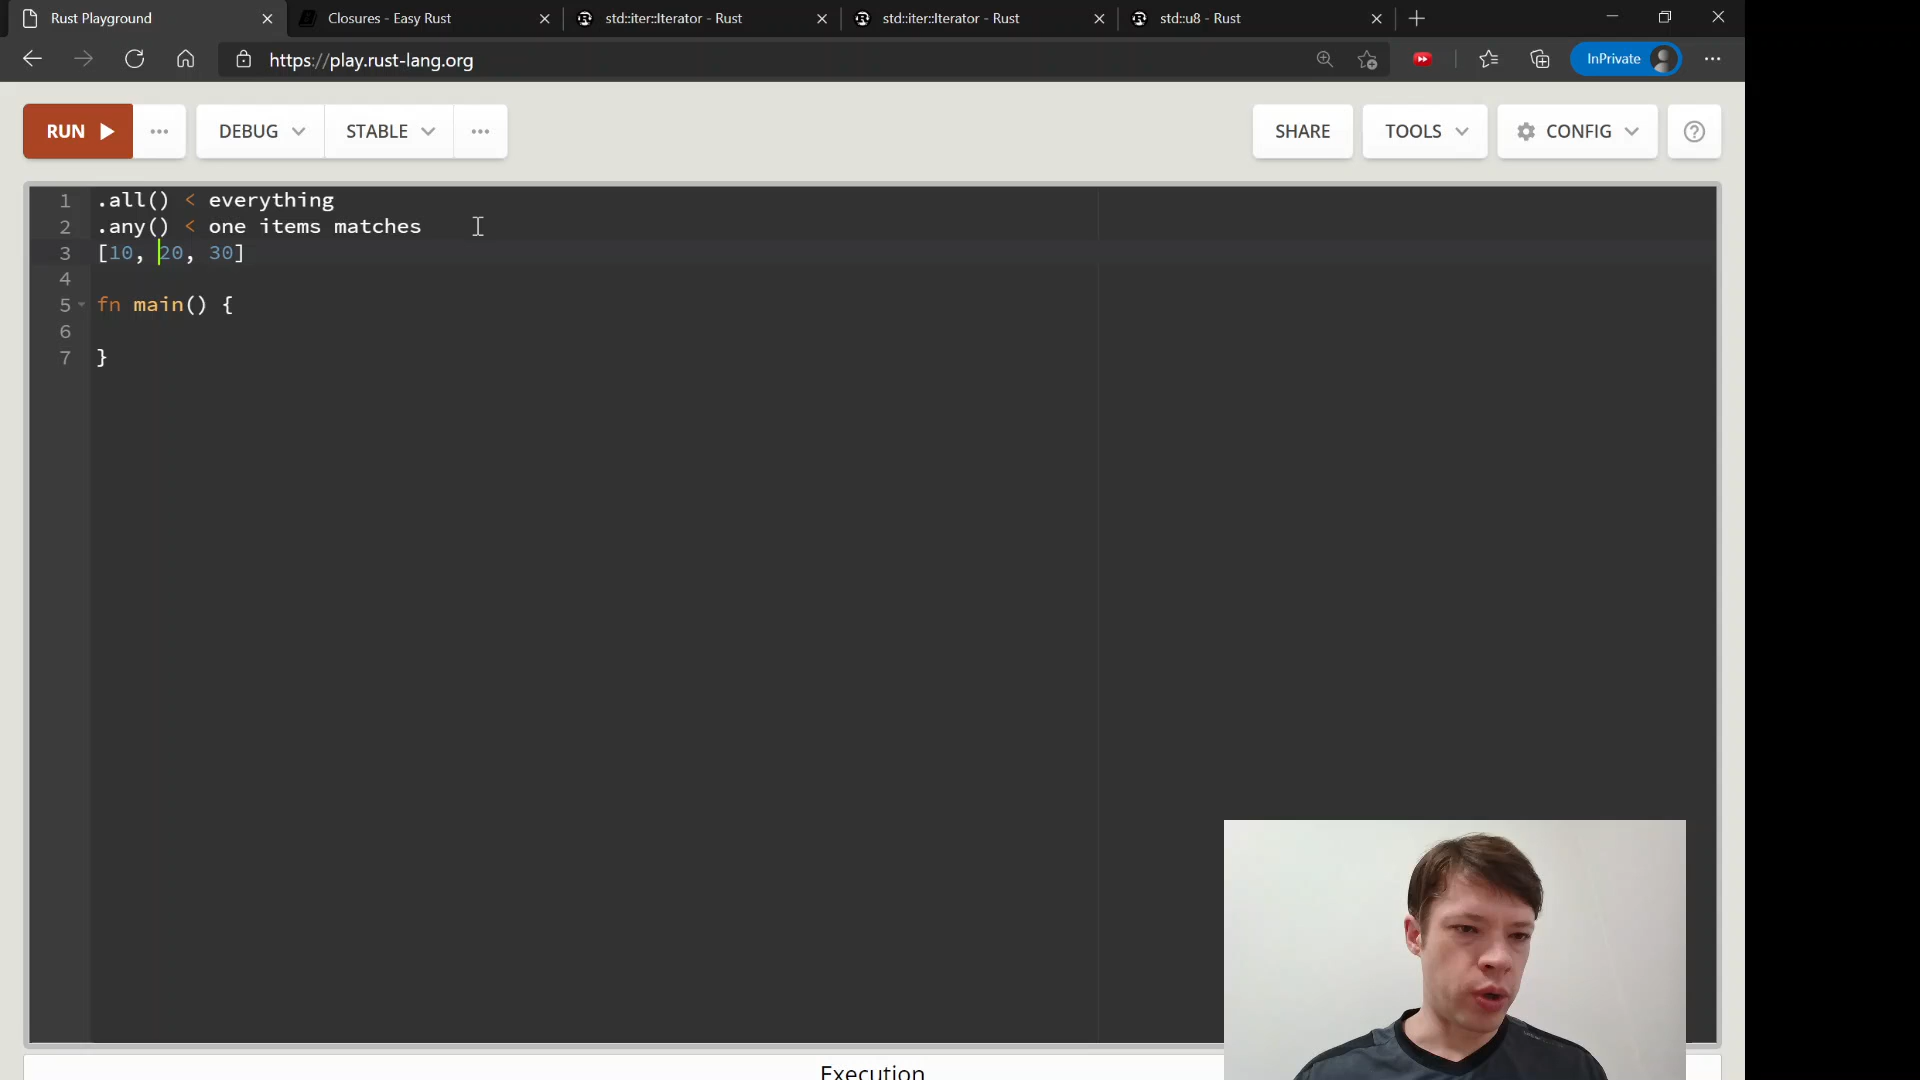 Rust Playground
Closures - Easy Rust
std::iter::Iterator - Rust
std::iter::Iterator - Rust
std::u8 - Rust
https://play.rust-lang.org
InPrivate
RUN
DEBUG
STABLE
SHARE
TOOLS
CONFIG
1 .all() < everything
2 .any() < one items matches
3 [10, 20, 30]
4
5 fn main() {
6
7 }
Execution